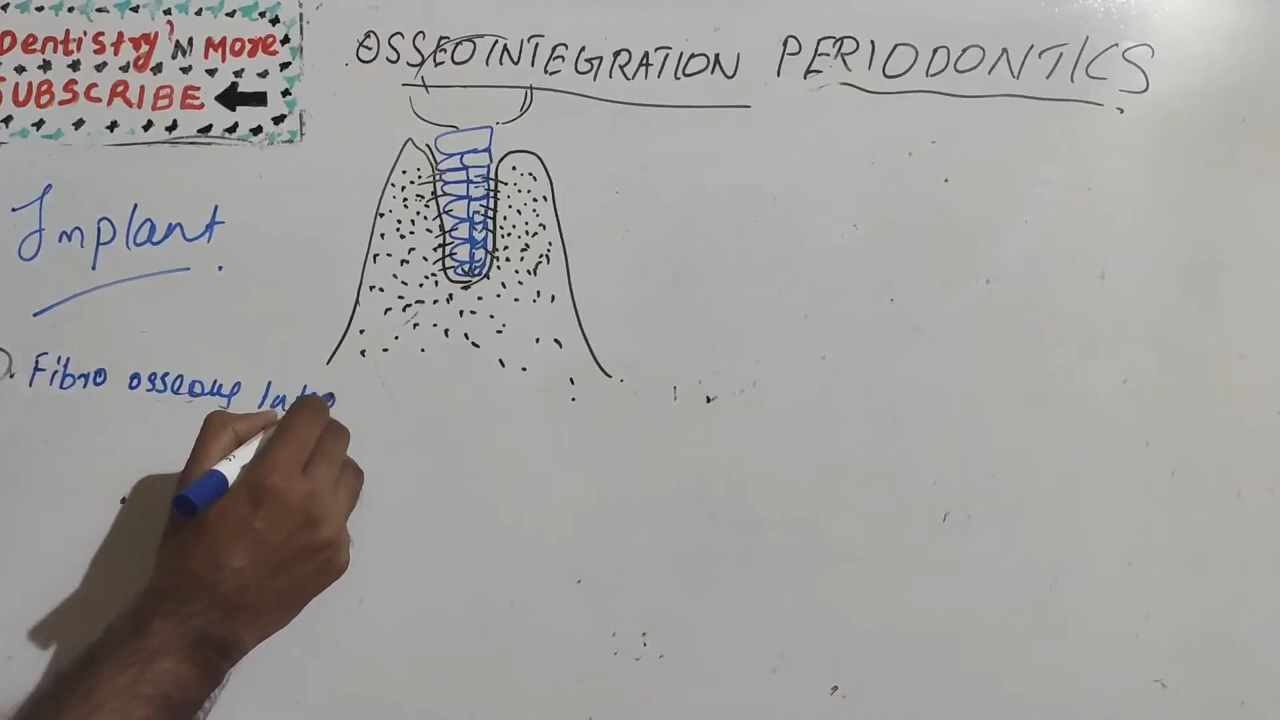 Dentistry'N More
SUBSCRIBE
OSSEOINTEGRATION PERIODONTICS
Implant
Fibro osseous